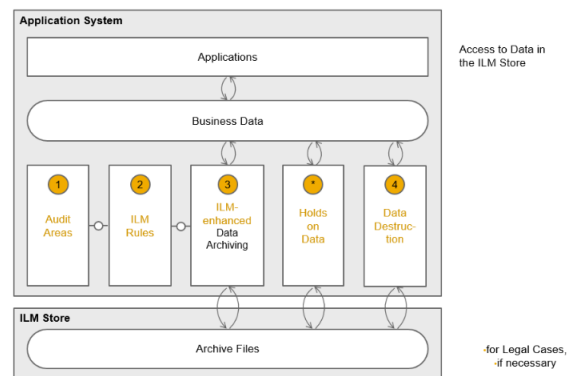 Application System
Applications
Access to Data in
the ILM Store
Business Data
1
Audit
Areas
2
ILM
Rules
3
ILM-
enhanced
Data
Archiving
*
Holds
on
Data
4
Data
Destruc-
tion
ILM Store
Archive Files
-for Legal Cases,
-if necessary